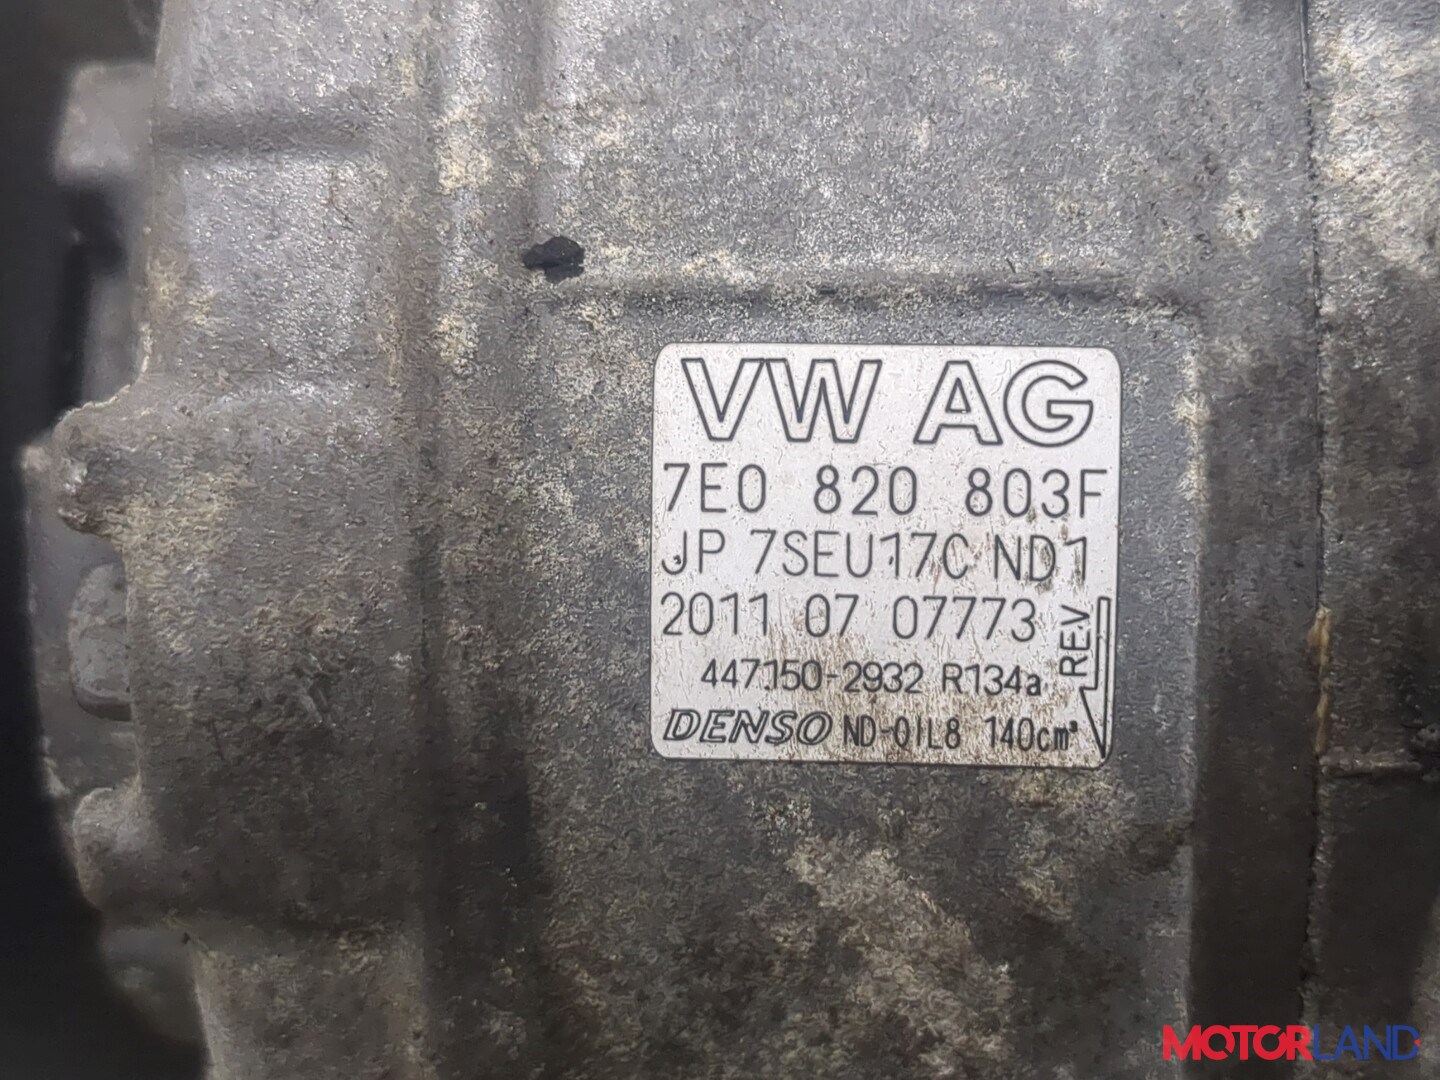 VW AG
7E0 820 803F
JP 7SEU17C ND1
2011 07 07773
REV
447150-2932 R134a
DENSO ND-OIL8 140cm³
MOTORLAND